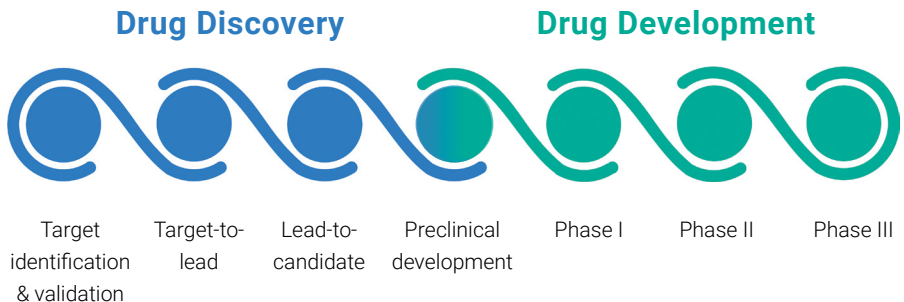 Drug Discovery
Drug Development
Target
identification
& validation
Target-to-
lead
Lead-to-
candidate
Preclinical
development
Phase I
Phase II
Phase III